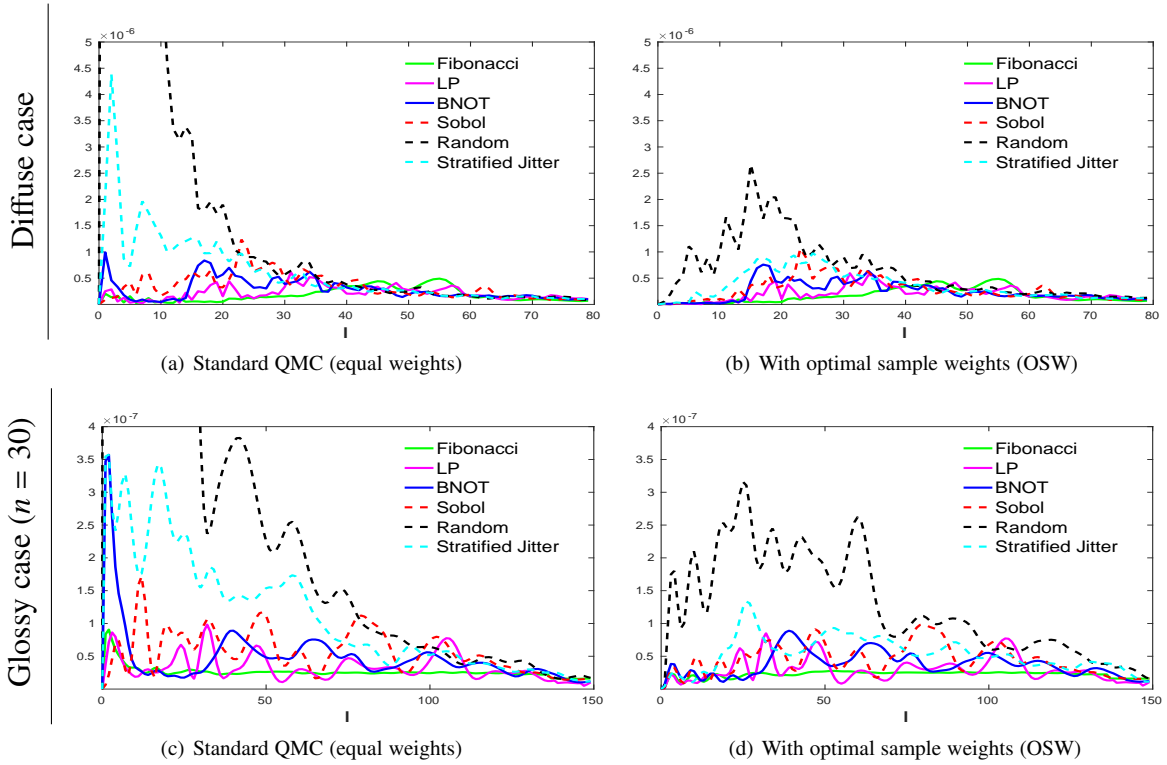 Diffuse case
×10⁻⁶
5
4.5
4
3.5
3
2.5
2
1.5
1
0.5
0 10 20 30 40 50 60 70 80
l
Fibonacci
LP
BNOT
Sobol
Random
Stratified Jitter
(a) Standard QMC (equal weights)
×10⁻⁶
5
4.5
4
3.5
3
2.5
2
1.5
1
0.5
0 10 20 30 40 50 60 70 80
l
Fibonacci
LP
BNOT
Sobol
Random
Stratified Jitter
(b) With optimal sample weights (OSW)
Glossy case (n = 30)
×10⁻⁷
4
3.5
3
2.5
2
1.5
1
0.5
0 50 100 150
l
Fibonacci
LP
BNOT
Sobol
Random
Stratified Jitter
(c) Standard QMC (equal weights)
×10⁻⁷
4
3.5
3
2.5
2
1.5
1
0.5
0 50 100 150
l
Fibonacci
LP
BNOT
Sobol
Random
Stratified Jitter
(d) With optimal sample weights (OSW)